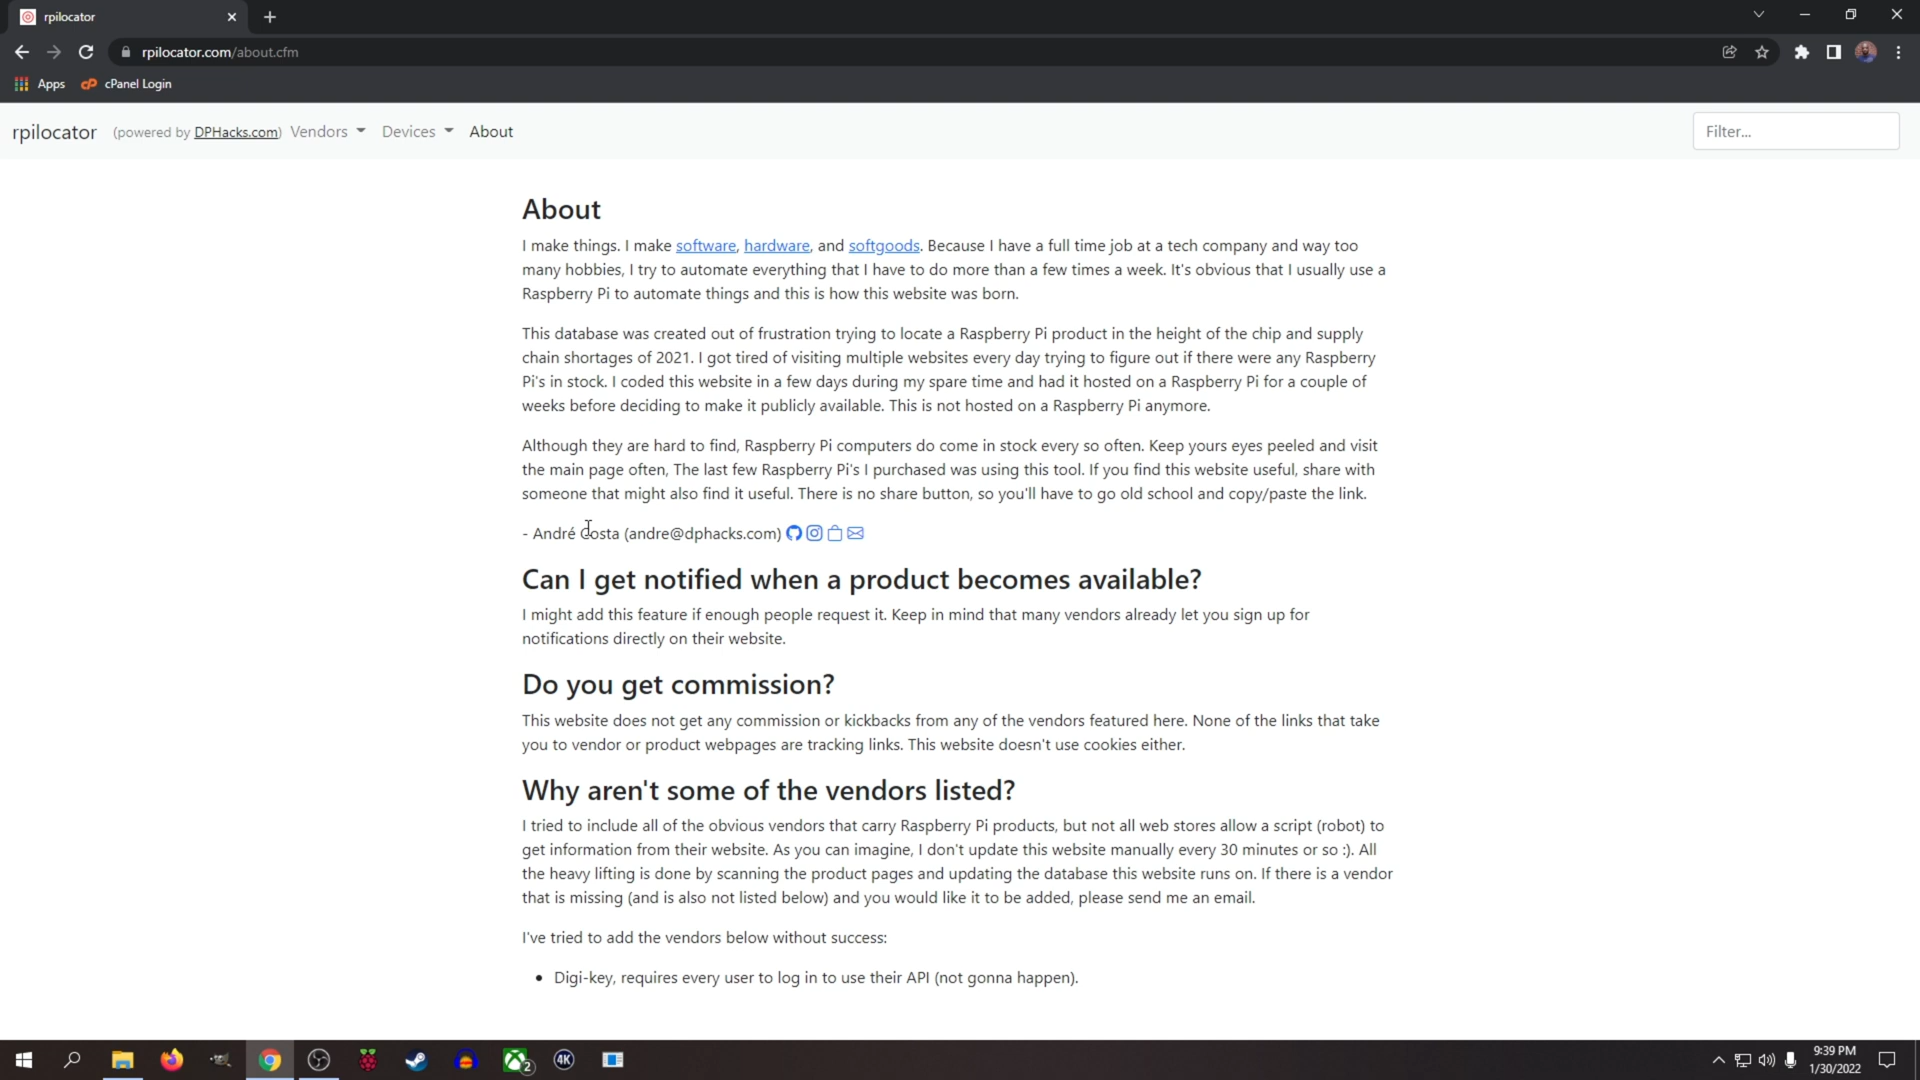 rpilocator
rpilocator.com/about.cfm
Apps
cP cPanel Login
rpilocator (powered by DPHacks.com) Vendors Devices About
Filter...
About
I make things. I make software, hardware, and softgoods. Because I have a full time job at a tech company and way too
many hobbies, I try to automate everything that I have to do more than a few times a week. It's obvious that I usually use a
Raspberry Pi to automate things and this is how this website was born.
This database was created out of frustration trying to locate a Raspberry Pi product in the height of the chip and supply
chain shortages of 2021. I got tired of visiting multiple websites every day trying to figure out if there were any Raspberry
Pi's in stock. I coded this website in a few days during my spare time and had it hosted on a Raspberry Pi for a couple of
weeks before deciding to make it publicly available. This is not hosted on a Raspberry Pi anymore.
Although they are hard to find, Raspberry Pi computers do come in stock every so often. Keep yours eyes peeled and visit
the main page often, The last few Raspberry Pi's I purchased was using this tool. If you find this website useful, share with
someone that might also find it useful. There is no share button, so you'll have to go old school and copy/paste the link.
- André Costa (andre@dphacks.com)
Can I get notified when a product becomes available?
I might add this feature if enough people request it. Keep in mind that many vendors already let you sign up for
notifications directly on their website.
Do you get commission?
This website does not get any commission or kickbacks from any of the vendors featured here. None of the links that take
you to vendor or product webpages are tracking links. This website doesn't use cookies either.
Why aren't some of the vendors listed?
I tried to include all of the obvious vendors that carry Raspberry Pi products, but not all web stores allow a script (robot) to
get information from their website. As you can imagine, I don't update this website manually every 30 minutes or so :). All
the heavy lifting is done by scanning the product pages and updating the database this website runs on. If there is a vendor
that is missing (and is also not listed below) and you would like it to be added, please send me an email.
I've tried to add the vendors below without success:
• Digi-key, requires every user to log in to use their API (not gonna happen).
2
4K
9:39 PM
1/30/2022